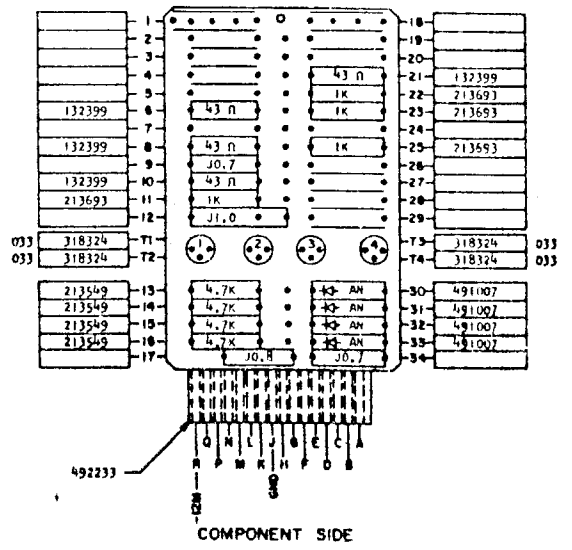 1 18
2 19
3 20
4 43 Ω 21 132399
5 1K 22 213693
132399 6 43 Ω 1K 23 213693
7 24
132399 8 43 Ω 1K 25 213693
9 J0.7 26
132399 10 43 Ω 27
213693 11 1K 28
12 J1.0 29
033 318324 T1 1 2 3 4 T3 318324 033
033 318324 T2 T4 318324 033
213549 13 4.7K AN 30 491007
213549 14 4.7K AN 31 491007
213549 15 4.7K AN 32 491007
213549 16 4.7K AN 33 491007
17 J0.8 J0.7 34
Q N L J G E C A
492233 R P M K H F D B
GND
COMPONENT SIDE